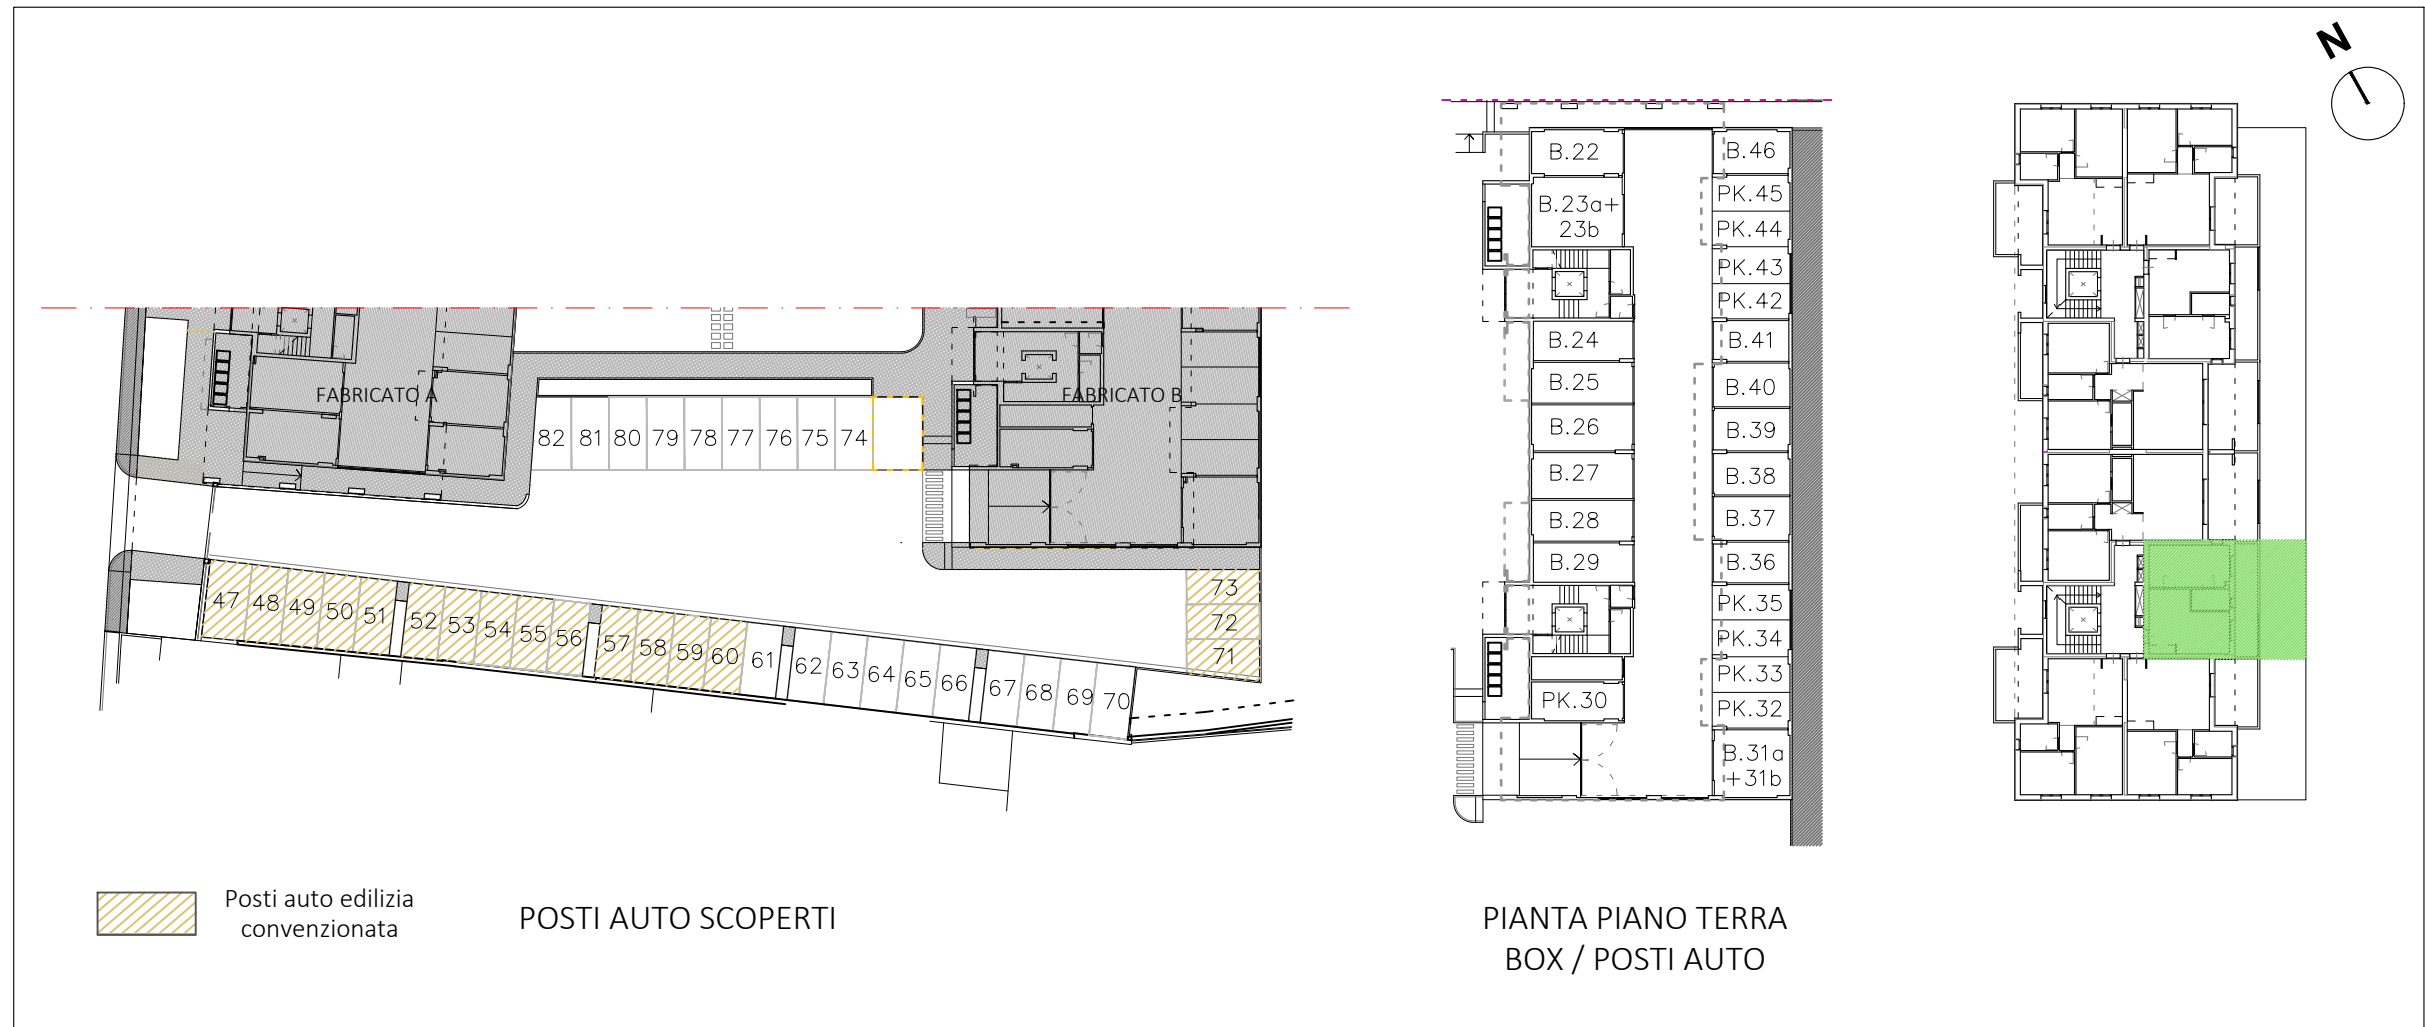 N
FABRICATO A
FABRICATO B
82 81 80 79 78 77 76 75 74
47 48 49 50 51 52 53 54 55 56 57 58 59 60 61 62 63 64 65 66 67 68 69 70
73
72
71
Posti auto edilizia
convenzionata
POSTI AUTO SCOPERTI
B.22
B.23a+
23b
B.24
B.25
B.26
B.27
B.28
B.29
PK.30
B.46
PK.45
PK.44
PK.43
PK.42
B.41
B.40
B.39
B.38
B.37
B.36
PK.35
PK.34
PK.33
PK.32
B.31a
+31b
PIANTA PIANO TERRA
BOX / POSTI AUTO